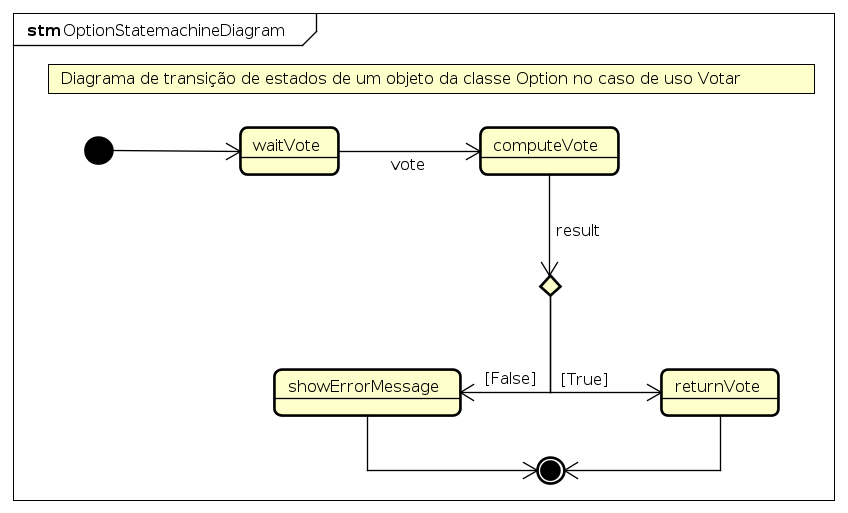 stm OptionStatemachineDiagram
Diagrama de transição de estados de um objeto da classe Option no caso de uso Votar
waitVote
computeVote
vote
result
[False]
[True]
showErrorMessage
returnVote